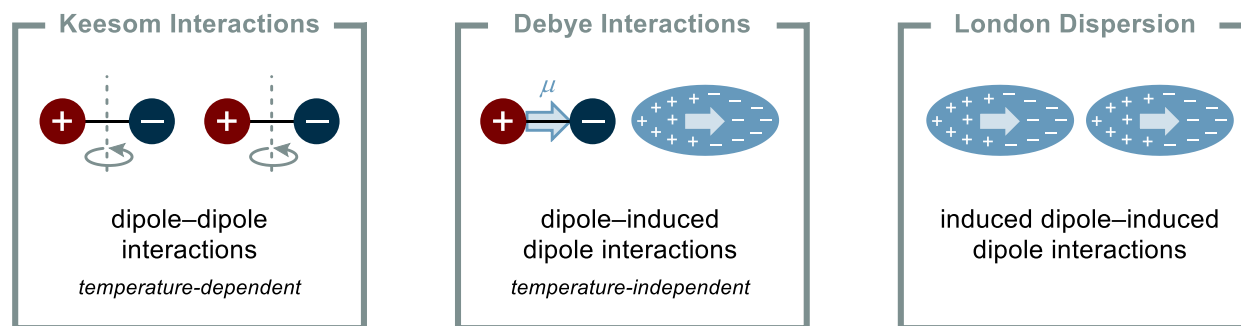 Keesom Interactions
+ − + −
dipole–dipole
interactions
temperature-dependent
Debye Interactions
μ
+ −
dipole–induced
dipole interactions
temperature-independent
London Dispersion
induced dipole–induced
dipole interactions